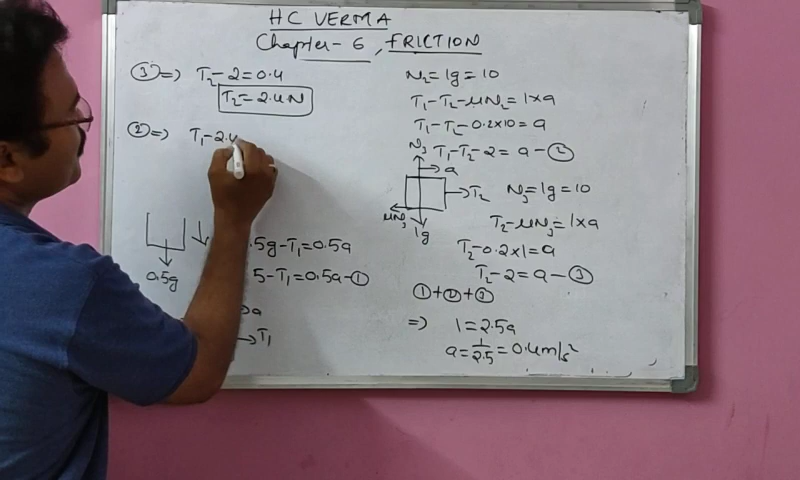 HC VERMA
Chapter-6, FRICTION
③=> T₂-2=0.4
T₂=2.4N
②=> T₁-2.4
0.5g
.5g-T₁=0.5a
5-T₁=0.5a-①
a
T₁
N₂=1g=10
T₁-T₂-μN₂=1×a
T₁-T₂-0.2×10=a
T₁-T₂-2=a-②
N₃
a
T₂
μN₃
1g
N₃=1g=10
T₂-μN₃=1×a
T₂-0.2×1=a
T₂-2=a-③
①+②+③
=> 1=2.5a
a=1/2.5=0.4m/s²